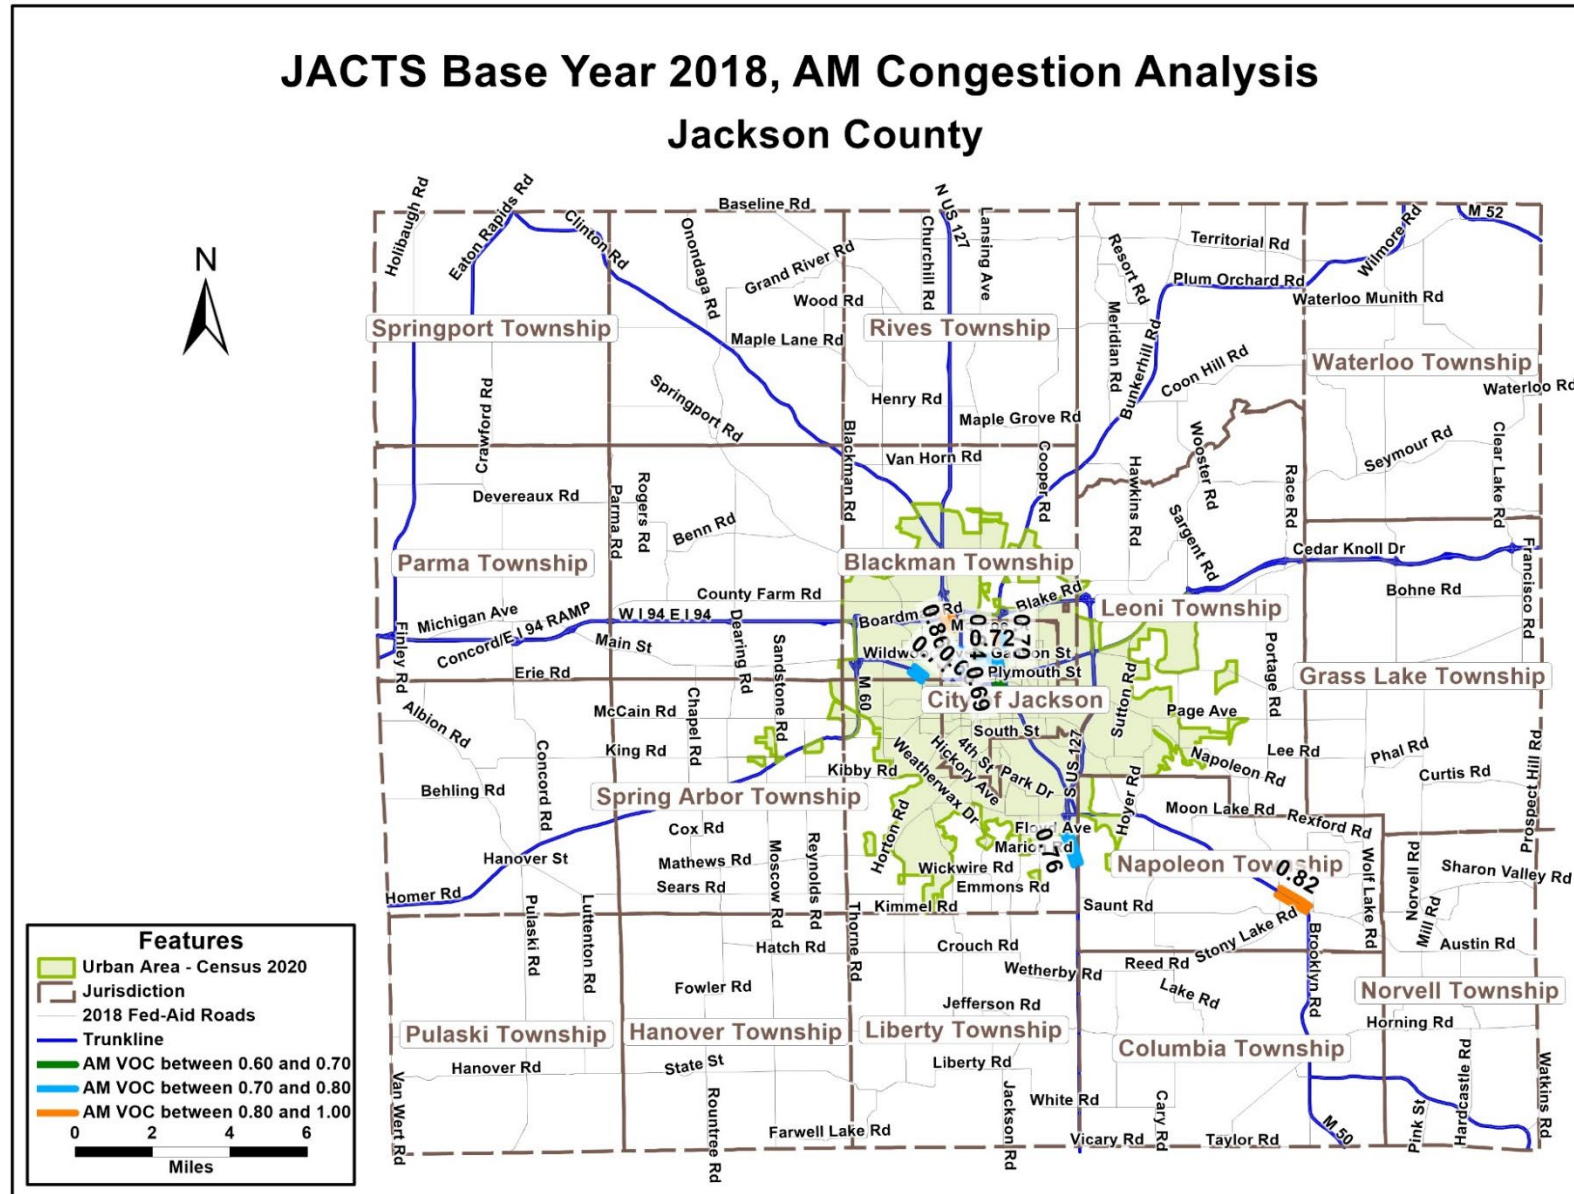 JACTS Base Year 2018, AM Congestion Analysis
Jackson County
N
Baseline Rd
N US 127
M 52
Holibaugh Rd
Eaton Rapids Rd
Clinton Rd
Onondaga Rd
Grand River Rd
Churchill Rd
Lansing Ave
Resort Rd
Territorial Rd
Wilmore Rd
Plum Orchard Rd
Wood Rd
Waterloo Munith Rd
Springport Township
Rives Township
Maple Lane Rd
Meridian Rd
Bunkerhill Rd
Coon Hill Rd
Waterloo Township
Waterloo Rd
Crawford Rd
Springport Rd
Henry Rd
Maple Grove Rd
Blackman Rd
Van Horn Rd
Cooper Rd
Hawkins Rd
Wooster Rd
Race Rd
Seymour Rd
Clear Lake Rd
Devereaux Rd
Parma Rd
Rogers Rd
Benn Rd
Sargent Rd
Cedar Knoll Dr
Francisco Rd
Parma Township
Blackman Township
County Farm Rd
Blake Rd
Leoni Township
Bohne Rd
Michigan Ave
Concord/E I 94 RAMP
W I 94 E I 94
Finley Rd
Main St
Erie Rd
Dearing Rd
Sandstone Rd
0.72
0.70
0.69
Plymouth St
City of Jackson
Portage Rd
Grass Lake Township
M 60
Albion Rd
McCain Rd
Chapel Rd
King Rd
Concord Rd
South St
Sutton Rd
Page Ave
Napoleon Rd
Lee Rd
Phal Rd
Curtis Rd
Prospect Hill Rd
Kibby Rd
Weatherwax Dr
Hickory Ave
4th St
Park Dr
S US 127
Hoyer Rd
Behling Rd
Spring Arbor Township
Moon Lake Rd
Rexford Rd
Cox Rd
Horton Rd
Floyd Ave
Marion Rd
0.76
Hanover St
Mathews Rd
Moscow Rd
Reynolds Rd
Wickwire Rd
Napoleon Township
0.82
Wolf Lake Rd
Norvell Rd
Sharon Valley Rd
Homer Rd
Sears Rd
Emmons Rd
Kimmel Rd
Saunt Rd
Stony Lake Rd
Mill Rd
Pulaski Rd
Luttenton Rd
Thorne Rd
Hatch Rd
Crouch Rd
Wetherby Rd
Reed Rd
Brooklyn Rd
Austin Rd
Fowler Rd
Lake Rd
Jefferson Rd
Norvell Township
Pulaski Township
Hanover Township
Liberty Township
Columbia Township
Horning Rd
Hanover Rd
State St
Liberty Rd
Van Wert Rd
Rountree Rd
Jackson Rd
White Rd
Cary Rd
Pink St
Hardcastle Rd
Watkins Rd
Farwell Lake Rd
Vicary Rd
Taylor Rd
M 50
Features
Urban Area - Census 2020
Jurisdiction
2018 Fed-Aid Roads
Trunkline
AM VOC between 0.60 and 0.70
AM VOC between 0.70 and 0.80
AM VOC between 0.80 and 1.00
0 2 4 6
Miles